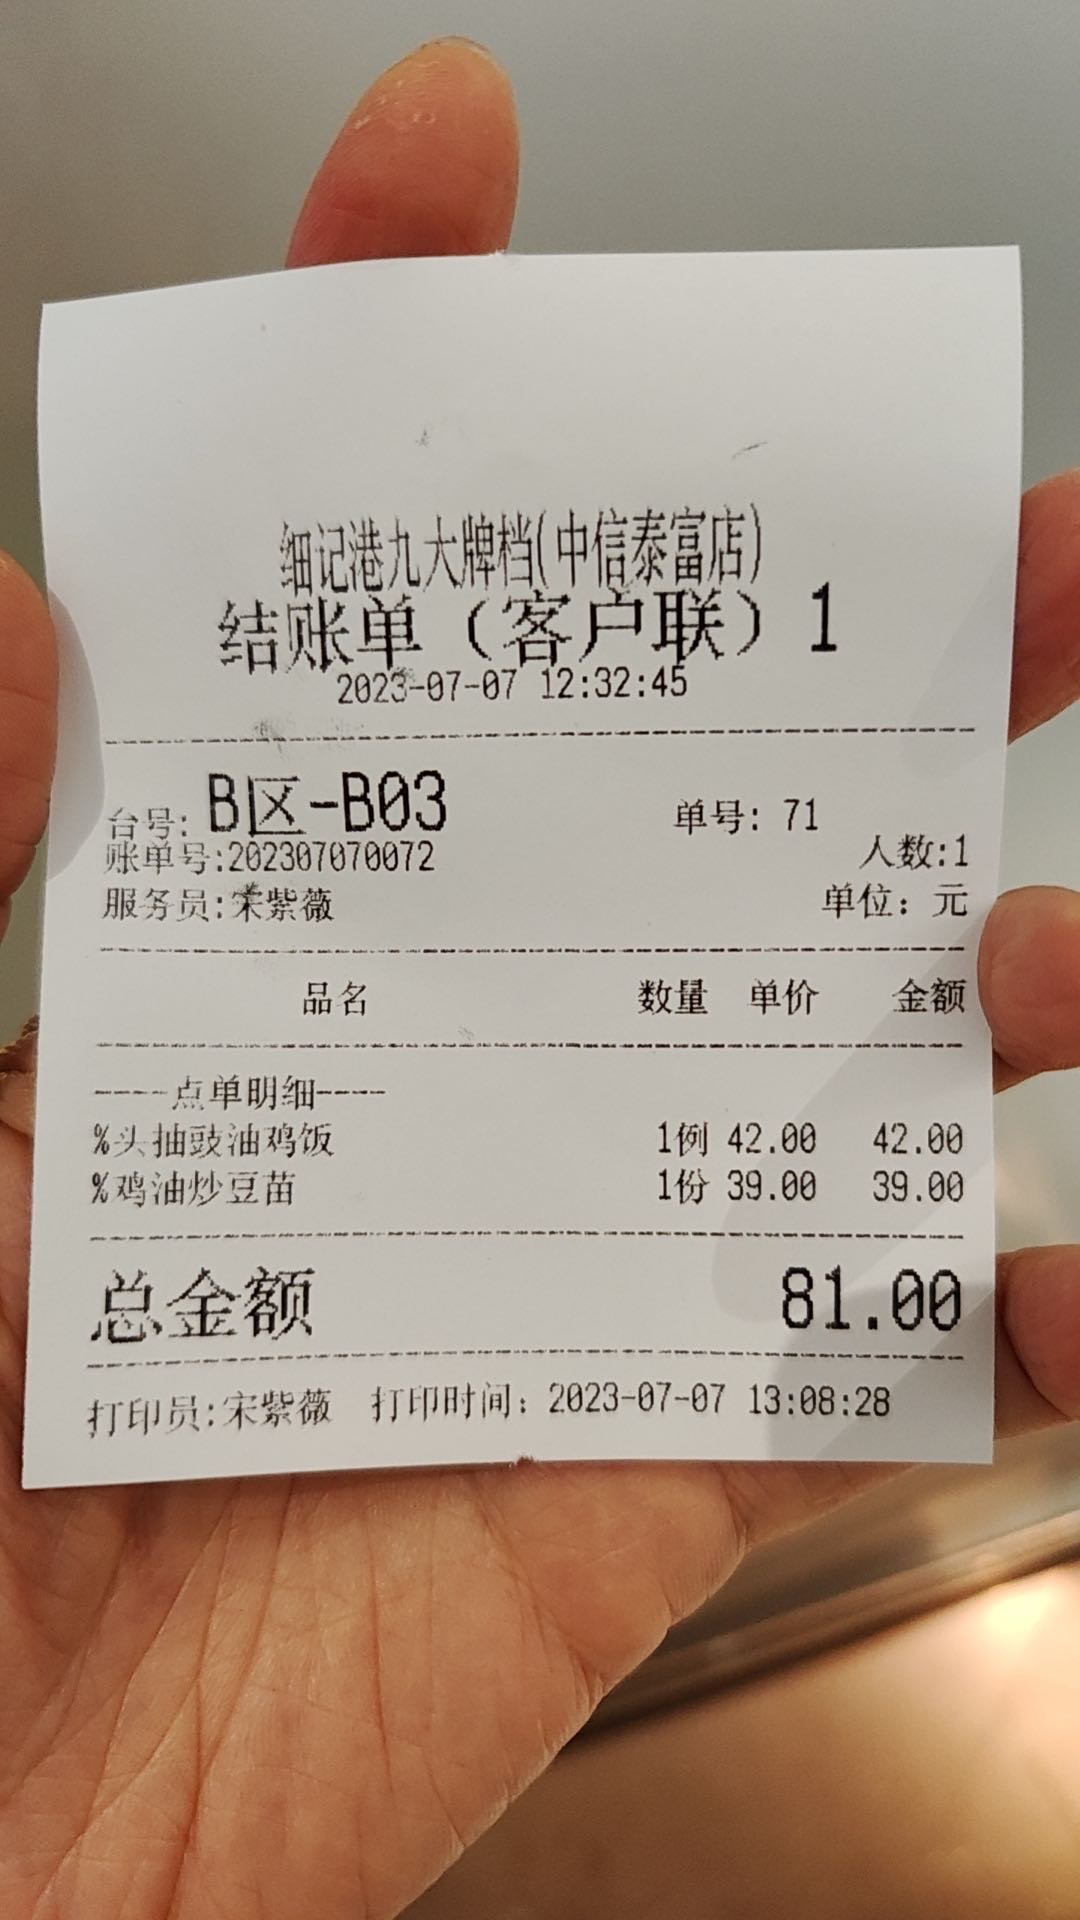 细记港九大牌档(中信泰富店)
结账单（客户联）1
2023-07-07 12:32:45
台号: B区-B03 单号: 71
账单号:202307070072 人数:1
服务员:宋紫薇 单位: 元
品名 数量 单价 金额
----点单明细----
%头抽豉油鸡饭 1例 42.00 42.00
%鸡油炒豆苗 1份 39.00 39.00
总金额 81.00
打印员:宋紫薇 打印时间: 2023-07-07 13:08:28